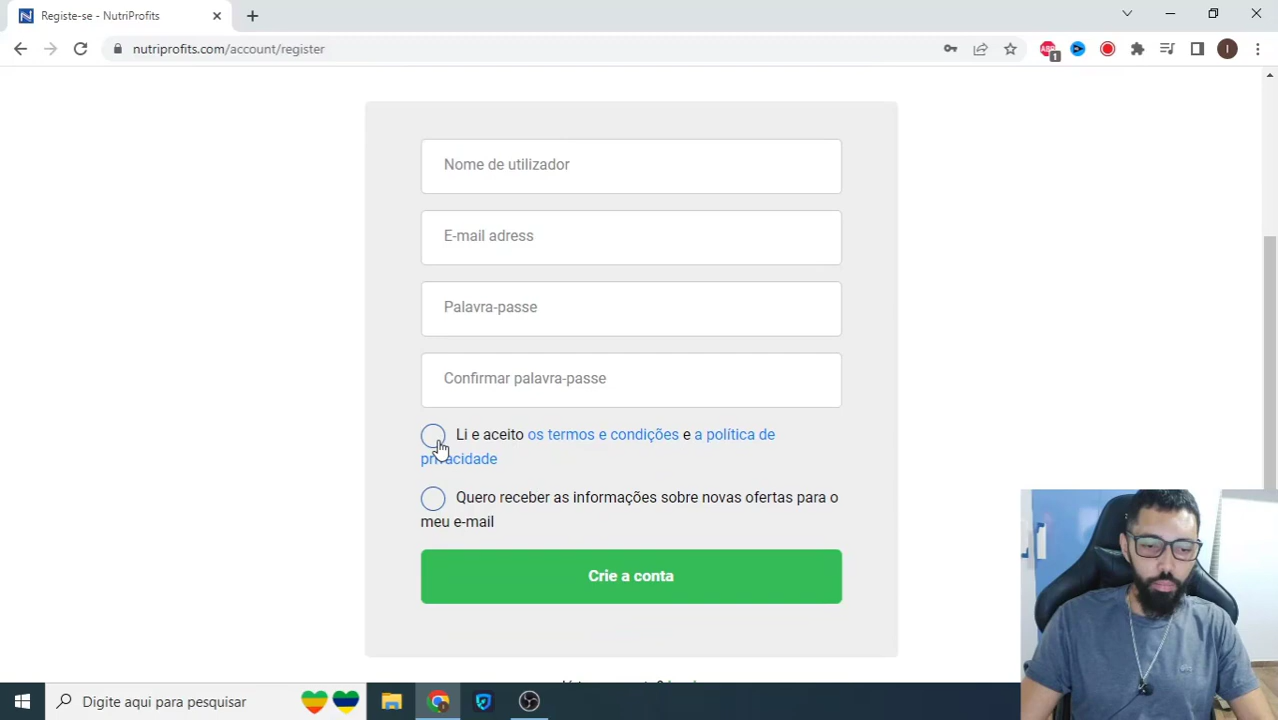 Registe-se - NutriProfits
nutriprofits.com/account/register
ABP
1
I
Nome de utilizador
E-mail adress
Palavra-passe
Confirmar palavra-passe
Li e aceito os termos e condições e a política de
privacidade
Quero receber as informações sobre novas ofertas para o
meu e-mail
Crie a conta
Digite aqui para pesquisar